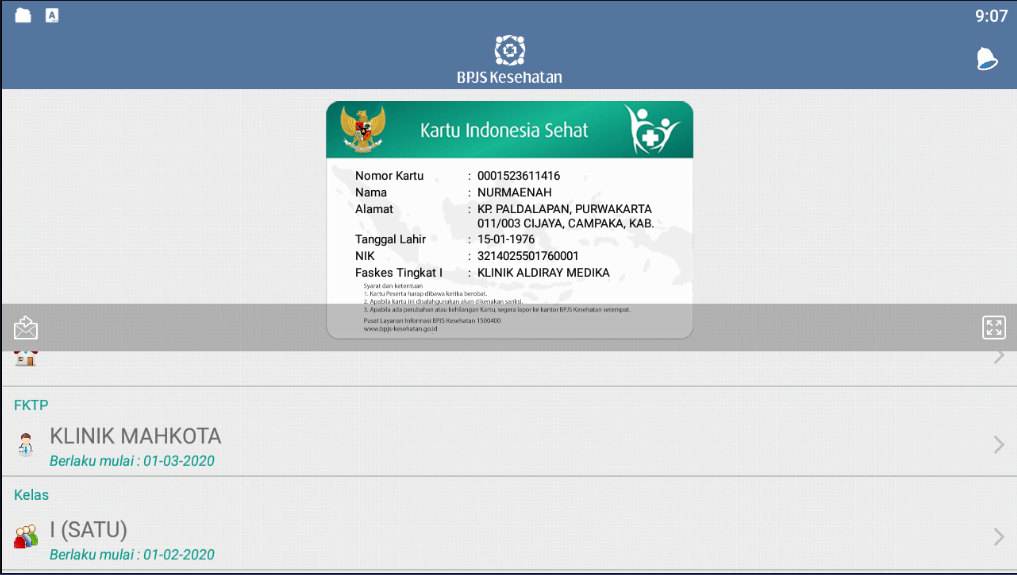 A
9:07
BPJS Kesehatan
Kartu Indonesia Sehat
Nomor Kartu : 0001523611416
Nama : NURMAENAH
Alamat : KP. PALDALAPAN, PURWAKARTA
011/003 CIJAYA, CAMPAKA, KAB.
Tanggal Lahir : 15-01-1976
NIK : 3214025501760001
Faskes Tingkat I : KLINIK ALDIRAY MEDIKA
Syarat dan ketentuan
1. Kartu Peserta harap dibawa ketika berobat.
2. Apabila kartu ini disalahgunakan akan dikenakan sanksi.
3. Apabila ada perubahan atau kehilangan Kartu, segera lapor ke kantor BPJS Kesehatan setempat.
Pusat Layanan Informasi BPJS Kesehatan 1500400
www.bpjs-kesehatan.go.id
FKTP
KLINIK MAHKOTA
Berlaku mulai : 01-03-2020
Kelas
I (SATU)
Berlaku mulai : 01-02-2020